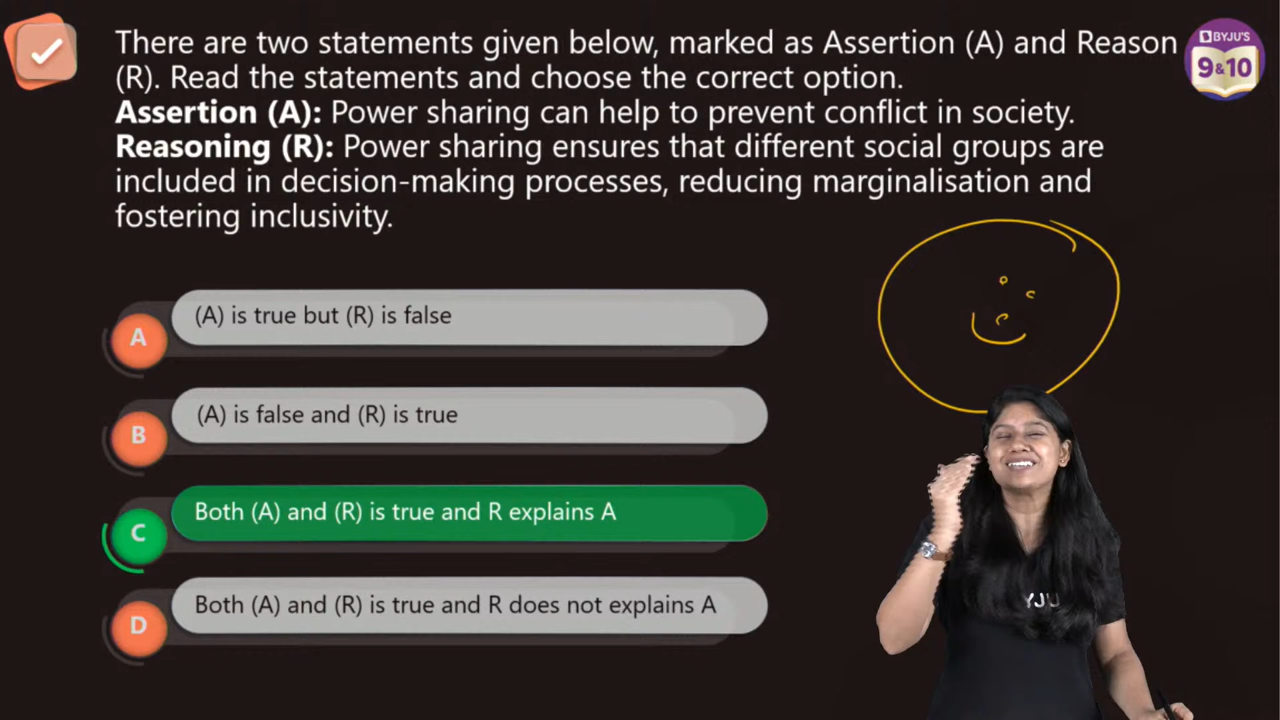 There are two statements given below, marked as Assertion (A) and Reason
(R). Read the statements and choose the correct option.
Assertion (A): Power sharing can help to prevent conflict in society.
Reasoning (R): Power sharing ensures that different social groups are
included in decision-making processes, reducing marginalisation and
fostering inclusivity.
BYJU'S
9&10
A
(A) is true but (R) is false
B
(A) is false and (R) is true
C
Both (A) and (R) is true and R explains A
D
Both (A) and (R) is true and R does not explains A
YJU